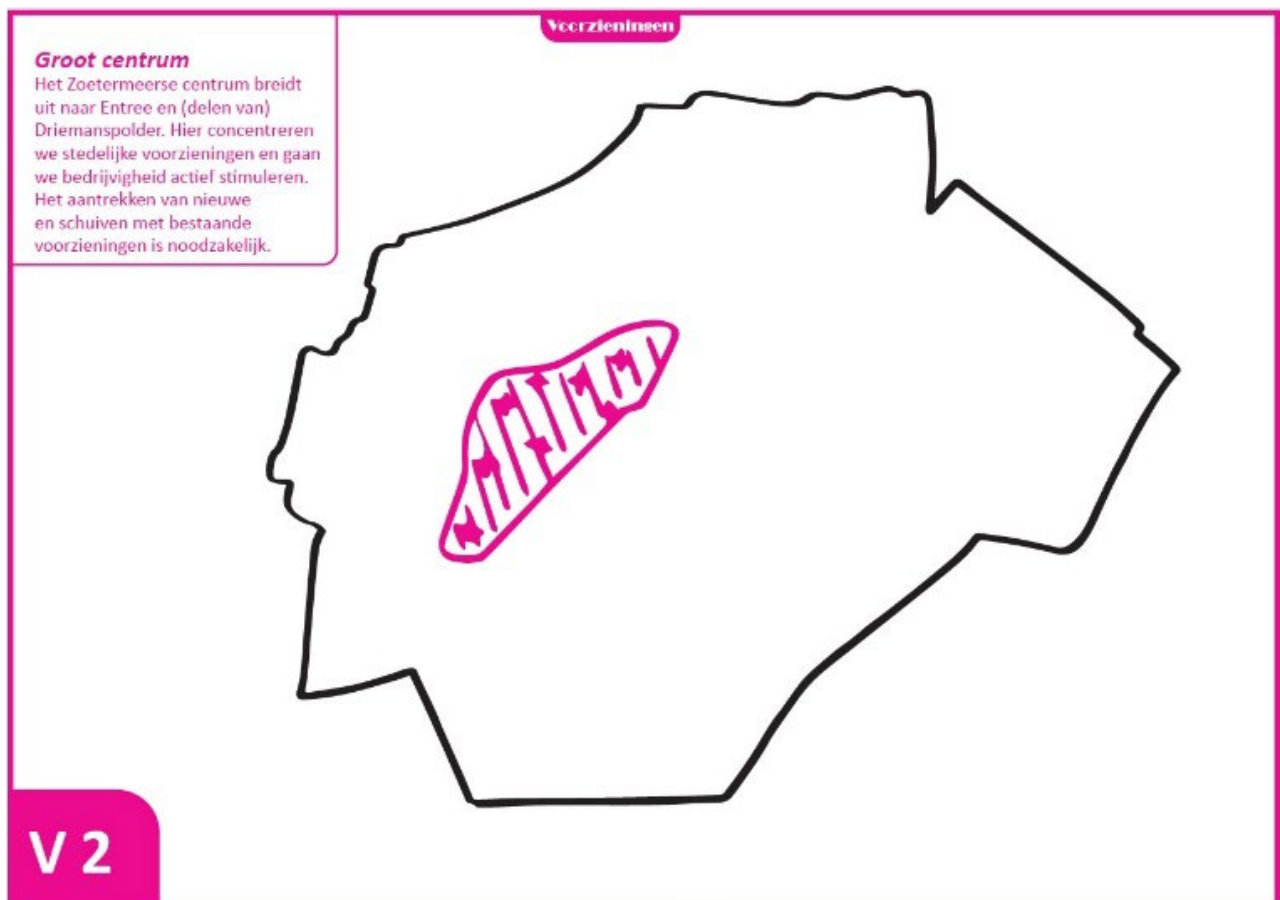 Voorzieningen
Groot centrum
Het Zoetermeerse centrum breidt
uit naar Entree en (delen van)
Driemanspolder. Hier concentreren
we stedelijke voorzieningen en gaan
we bedrijvigheid actief stimuleren.
Het aantrekken van nieuwe
en schuiven met bestaande
voorzieningen is noodzakelijk.
V 2